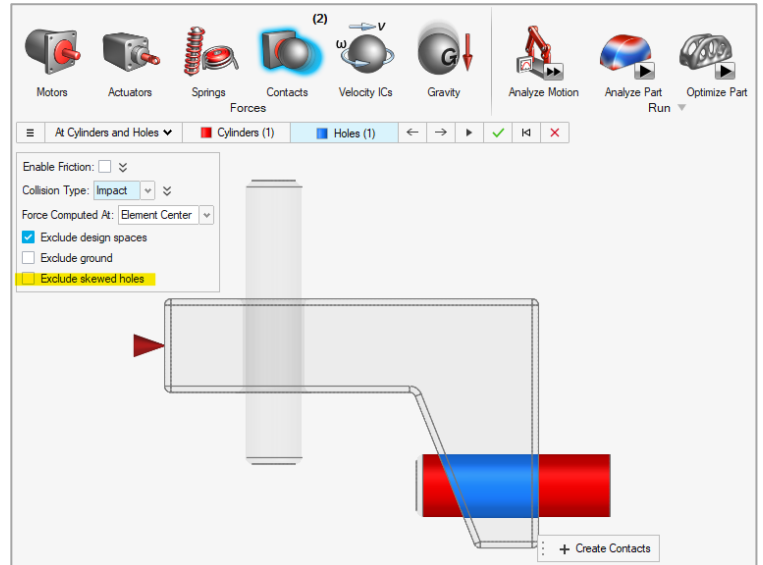 (2)
V
ω
G
Motors
Actuators
Springs
Contacts
Velocity ICs
Gravity
Analyze Motion
Analyze Part
Optimize Part
Forces
Run
At Cylinders and Holes
Cylinders (1)
Holes (1)
Enable Friction:
Collision Type: Impact
Force Computed At: Element Center
Exclude design spaces
Exclude ground
Exclude skewed holes
+ Create Contacts